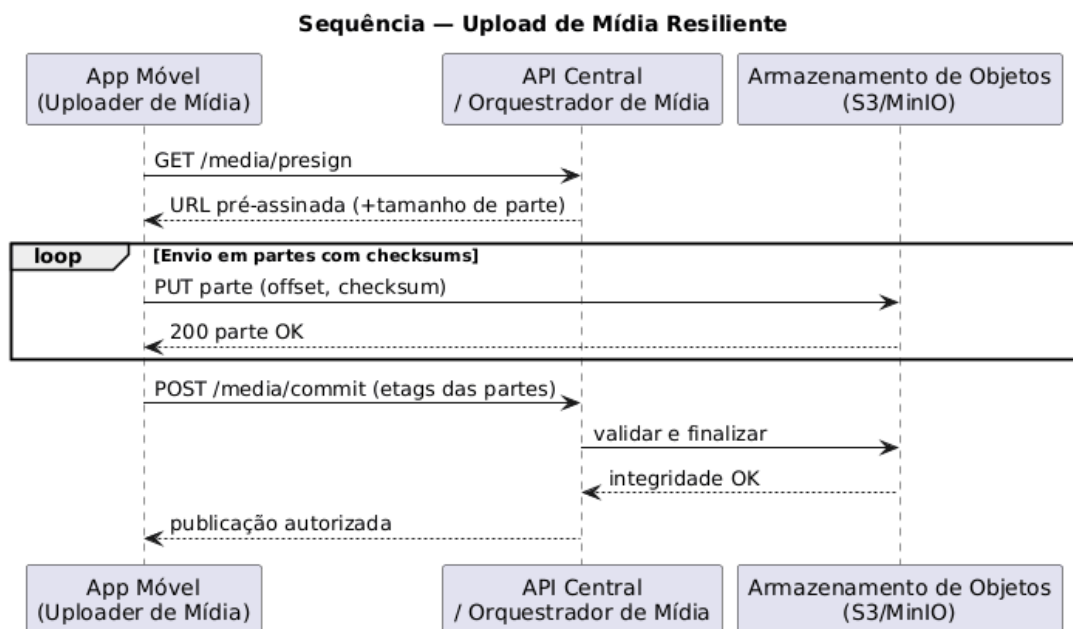 Sequência — Upload de Mídia Resiliente
App Móvel
(Uploader de Mídia)
API Central
/ Orquestrador de Mídia
Armazenamento de Objetos
(S3/MinIO)
GET /media/presign
URL pré-assinada (+tamanho de parte)
loop [Envio em partes com checksums]
PUT parte (offset, checksum)
200 parte OK
POST /media/commit (etags das partes)
validar e finalizar
integridade OK
publicação autorizada
App Móvel
(Uploader de Mídia)
API Central
/ Orquestrador de Mídia
Armazenamento de Objetos
(S3/MinIO)